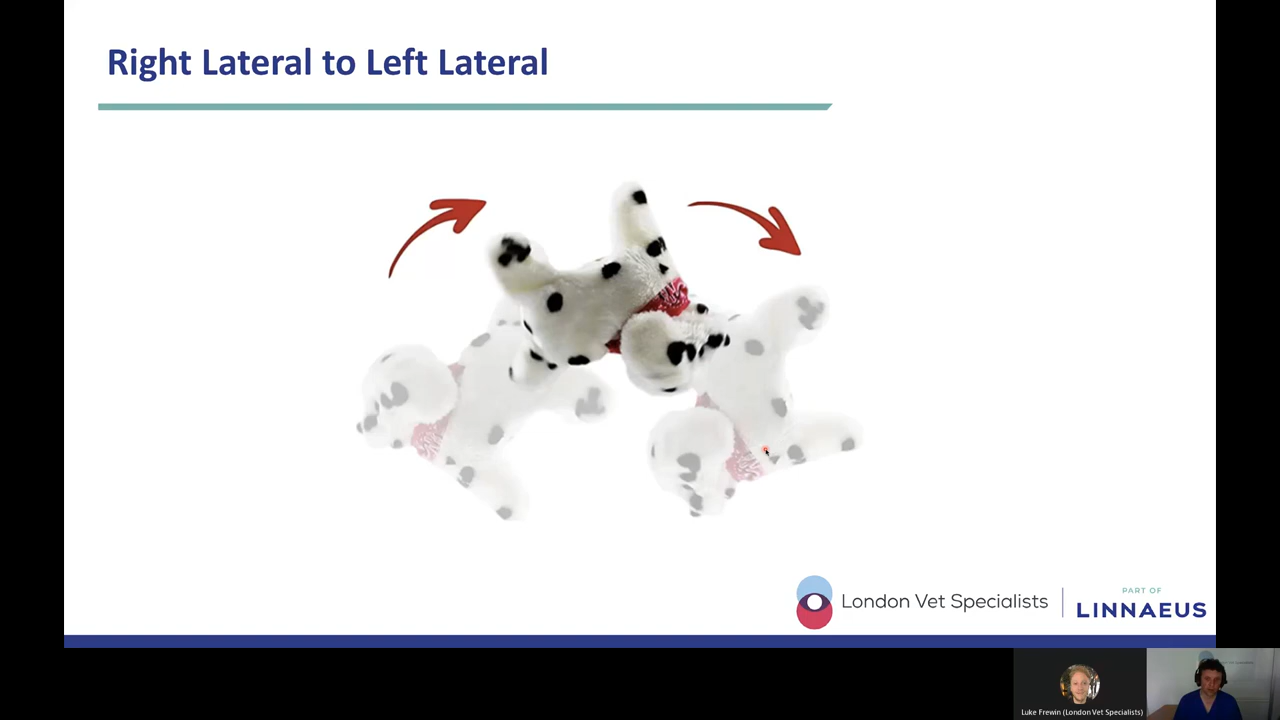 Right Lateral to Left Lateral
London Vet Specialists
PART OF
LINNAEUS
Luke Frewin (London Vet Specialists)